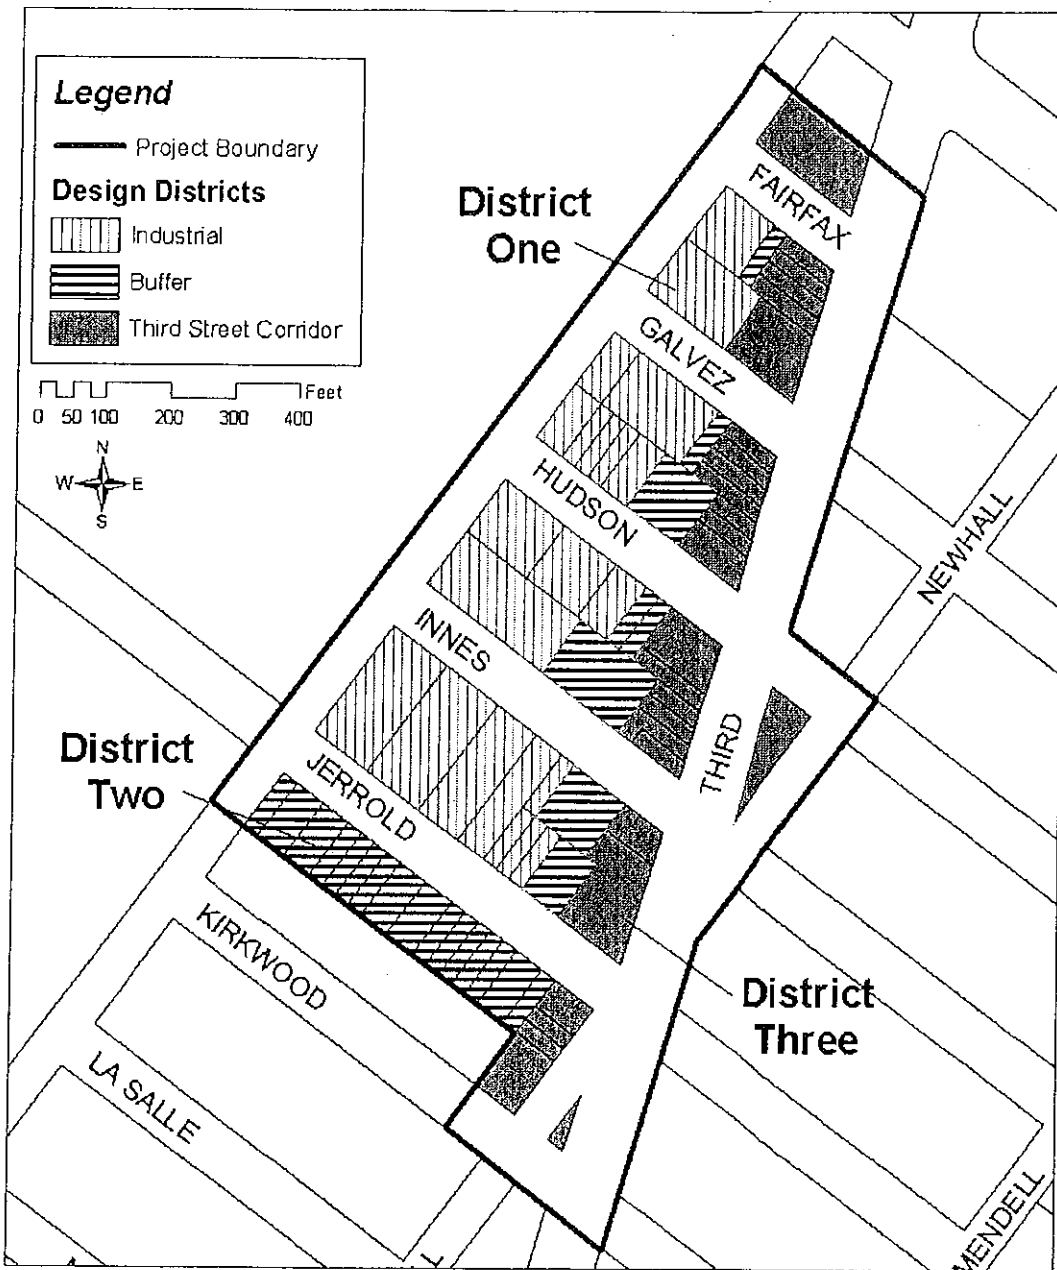 Legend
Project Boundary
Design Districts
Industrial
Buffer
Third Street Corridor
Feet
0 50 100 200 300 400
N
W E
S
District
One
FAIRFAX
GALVEZ
HUDSON
NEWHALL
INNES
THIRD
District
Two
JERROLD
KIRKWOOD
District
Three
LA SALLE
MENDELL